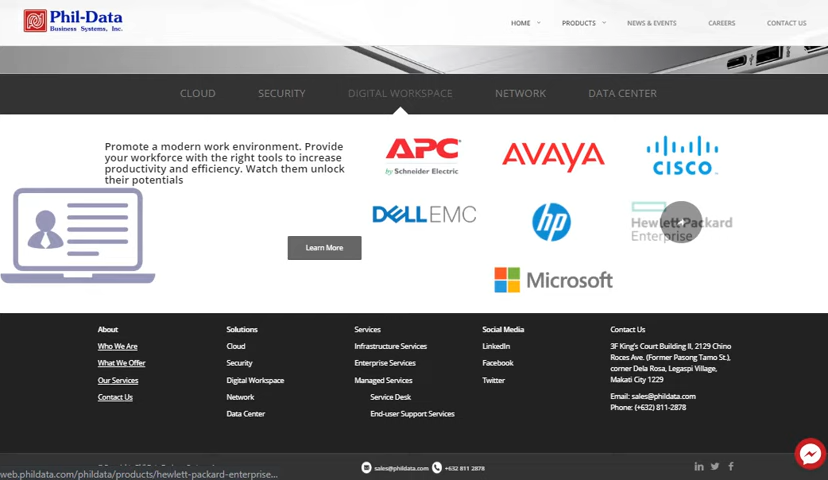 Phil-Data
Business Systems, Inc.
HOME
PRODUCTS
NEWS & EVENTS
CAREERS
CONTACT US
CLOUD
SECURITY
DIGITAL WORKSPACE
NETWORK
DATA CENTER
Promote a modern work environment. Provide
your workforce with the right tools to increase
productivity and efficiency. Watch them unlock
their potentials
Learn More
APC
by Schneider Electric
AVAYA
CISCO
DELL EMC
hp
Hewlett Packard
Enterprise
Microsoft
About
Who We Are
What We Offer
Our Services
Contact Us
Solutions
Cloud
Security
Digital Workspace
Network
Data Center
Services
Infrastructure Services
Enterprise Services
Managed Services
Service Desk
End-user Support Services
Social Media
LinkedIn
Facebook
Twitter
Contact Us
3F King's Court Building II, 2129 Chino
Roces Ave. (Former Pasong Tamo St.),
corner Dela Rosa, Legaspi Village,
Makati City 1229
Email: sales@phildata.com
Phone: (+632) 811-2878
sales@phildata.com
+632 811 2878
web.phildata.com/phildata/products/hewlett-packard-enterprise...